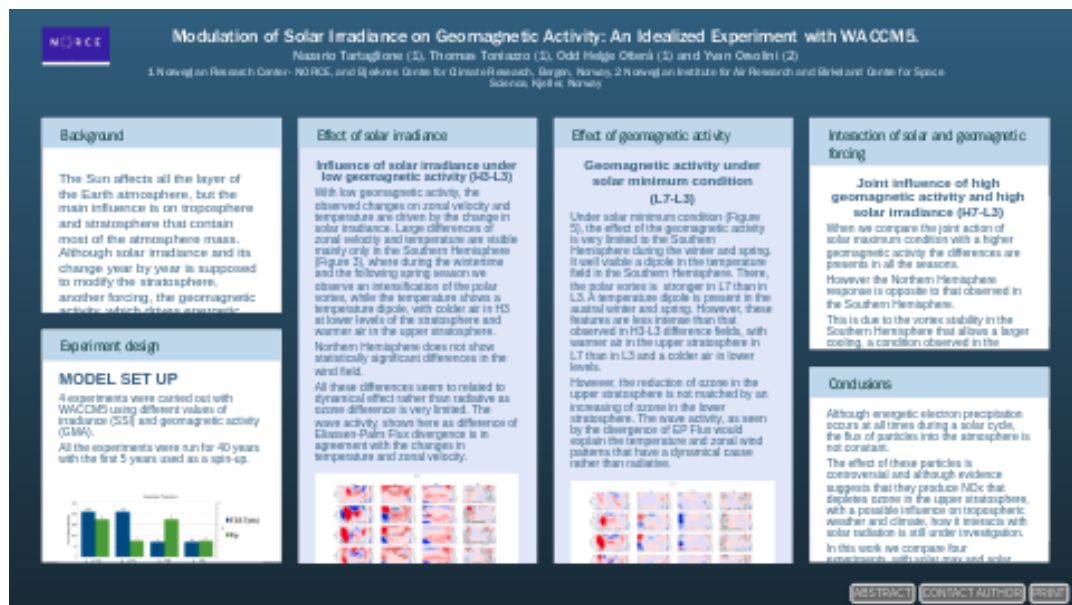 NORCE
Modulation of Solar Irradiance on Geomagnetic Activity: An Idealized Experiment with WACCM5.
Nazario Tartaglione (1), Thomas Toniazzo (1), Odd Helge Otterå (1) and Yvan Orsolini (2)
1 Norwegian Research Center- NORCE, and Bjerknes Centre for Climate Research, Bergen, Norway, 2 Norwegian Institute for Air Research and Birkeland Centre for Space
Science, Kjeller, Norway
Background
The Sun affects all the layer of
the Earth atmosphere, but the
main influence is on troposphere
and stratosphere that contain
most of the atmosphere mass.
Although solar irradiance and its
change year by year is supposed
to modify the stratosphere,
another forcing, the geomagnetic
activity, which drives energetic
Experiment design
MODEL SET UP
4 experiments were carried out with
WACCM5 using different values of
irradiance (SSI) and geomagnetic activity
(GMA).
All the experiments were run for 40 years
with the first 5 years used as a spin-up.
Effect of solar irradiance
Influence of solar irradiance under
low geomagnetic activity (H3-L3)
With low geomagnetic activity, the
observed changes on zonal velocity and
temperature are driven by the change in
solar irradiance. Large differences of
zonal velocity and temperature are visible
mainly only in the Southern Hemisphere
(Figure 3), where during the wintertime
and the following spring season we
observe an intensification of the polar
vortex, while the temperature shows a
temperature dipole, with colder air in H3
at lower levels of the stratosphere and
warmer air in the upper stratosphere.
Northern Hemisphere does not show
statistically significant differences in the
wind field.
All these differences seem to related to
dynamical effect rather than radiative as
ozone difference is very limited. The
wave activity, shown here as difference of
Eliassen-Palm Flux divergence is in
agreement with the changes in
temperature and zonal velocity.
Effect of geomagnetic activity
Geomagnetic activity under
solar minimum condition
(L7-L3)
Under solar minimum condition (Figure
5), the effect of the geomagnetic activity
is very limited to the Southern
Hemisphere during the winter and spring.
It well visible a dipole in the temperature
field in the Southern Hemisphere. There,
the polar vortex is stronger in L7 than in
L3. A temperature dipole is present in the
austral winter and spring. However, these
features are less intense than that
observed in H3-L3 difference fields, with
warmer air in the upper stratosphere in
L7 than in L3 and a colder air in lower
levels.
However, the reduction of ozone in the
upper stratosphere is not matched by an
increasing of ozone in the lower
stratosphere. The wave activity, as seen
by the divergence of EP Flux would
explain the temperature and zonal wind
patterns that have a dynamical cause
rather than radiative.
Interaction of solar and geomagnetic
forcing
Joint influence of high
geomagnetic activity and high
solar irradiance (H7-L3)
When we compare the joint action of
solar maximum condition with a higher
geomagnetic activity the differences are
presents in all the seasons.
However the Northern Hemisphere
response is opposite to that observed in
the Southern Hemisphere.
This is due to the vortex stability in the
Southern Hemisphere that allows a larger
cooling, a condition observed in the
Conclusions
Although energetic electron precipitation
occurs at all times during a solar cycle,
the flux of particles into the atmosphere is
not constant.
The effect of these particles is
controversial and although evidence
suggests that they produce NOx that
depletes ozone in the upper stratosphere,
with a possible influence on tropospheric
weather and climate, how it interacts with
solar radiation is still under investigation.
In this work we compare four
experiments, with solar max and solar
ABSTRACT
CONTACT AUTHOR
PRINT